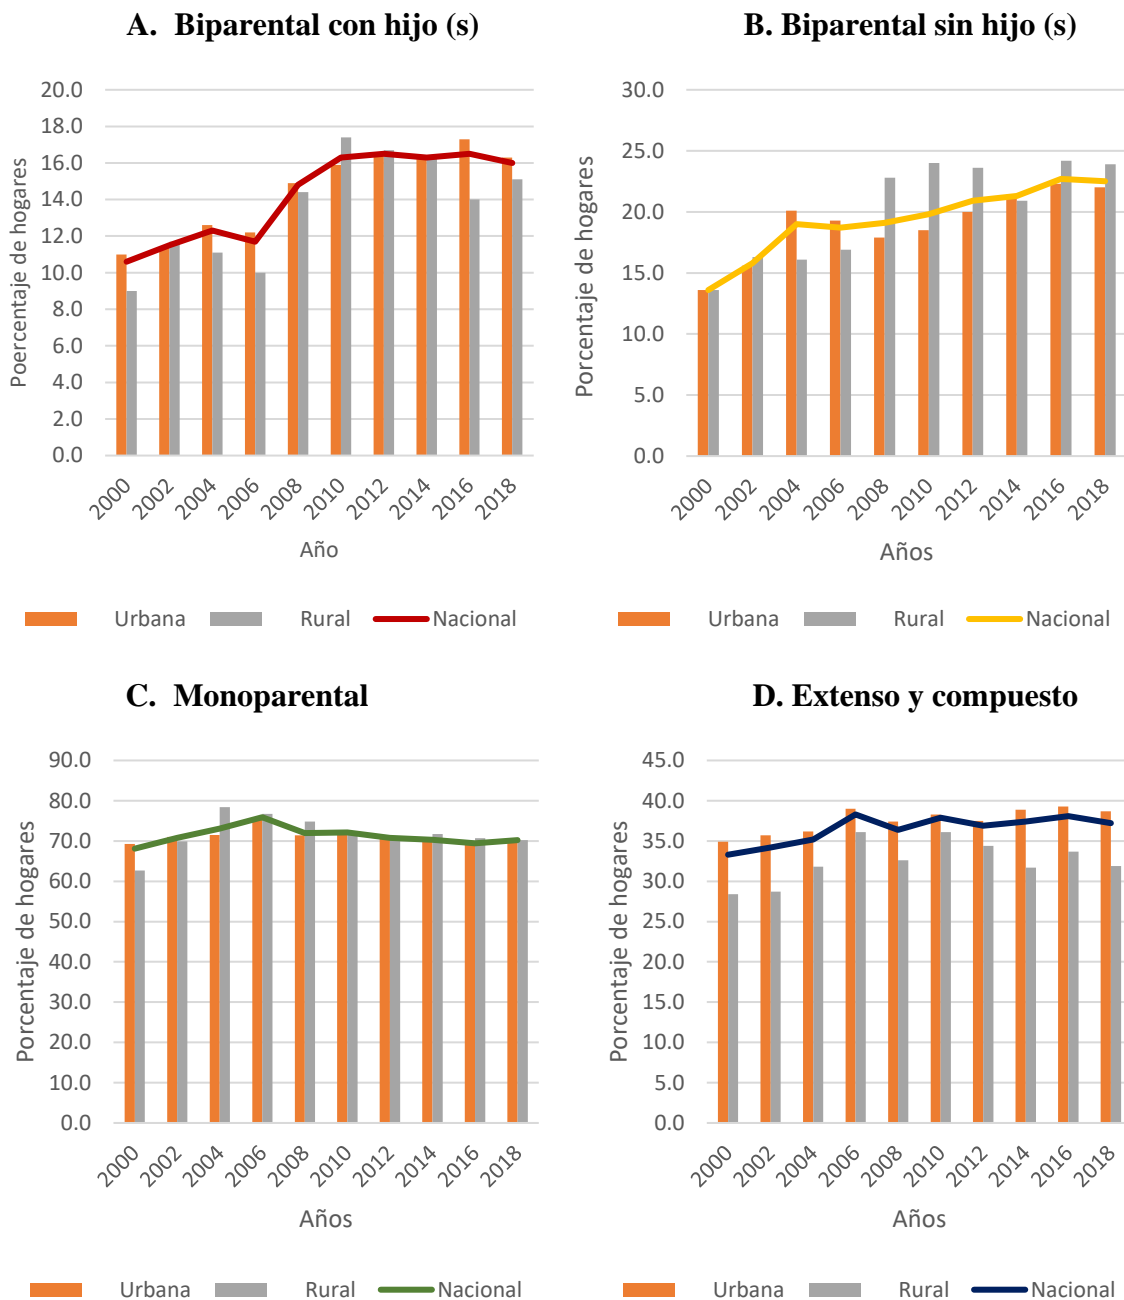 A. Biparental con hijo (s)
20.0
18.0
16.0
14.0
12.0
10.0
8.0
6.0
4.0
2.0
0.0
Poercentaje de hogares
2000 2002 2004 2006 2008 2010 2012 2014 2016 2018
Año
Urbana Rural Nacional
B. Biparental sin hijo (s)
30.0
25.0
20.0
15.0
10.0
5.0
0.0
Porcentaje de hogares
2000 2002 2004 2006 2008 2010 2012 2014 2016 2018
Años
Urbana Rural Nacional
C. Monoparental
90.0
80.0
70.0
60.0
50.0
40.0
30.0
20.0
10.0
0.0
Porcentaje de hogares
2000 2002 2004 2006 2008 2010 2012 2014 2016 2018
Años
Urbana Rural Nacional
D. Extenso y compuesto
45.0
40.0
35.0
30.0
25.0
20.0
15.0
10.0
5.0
0.0
Porcentaje de hogares
2000 2002 2004 2006 2008 2010 2012 2014 2016 2018
Años
Urbana Rural Nacional